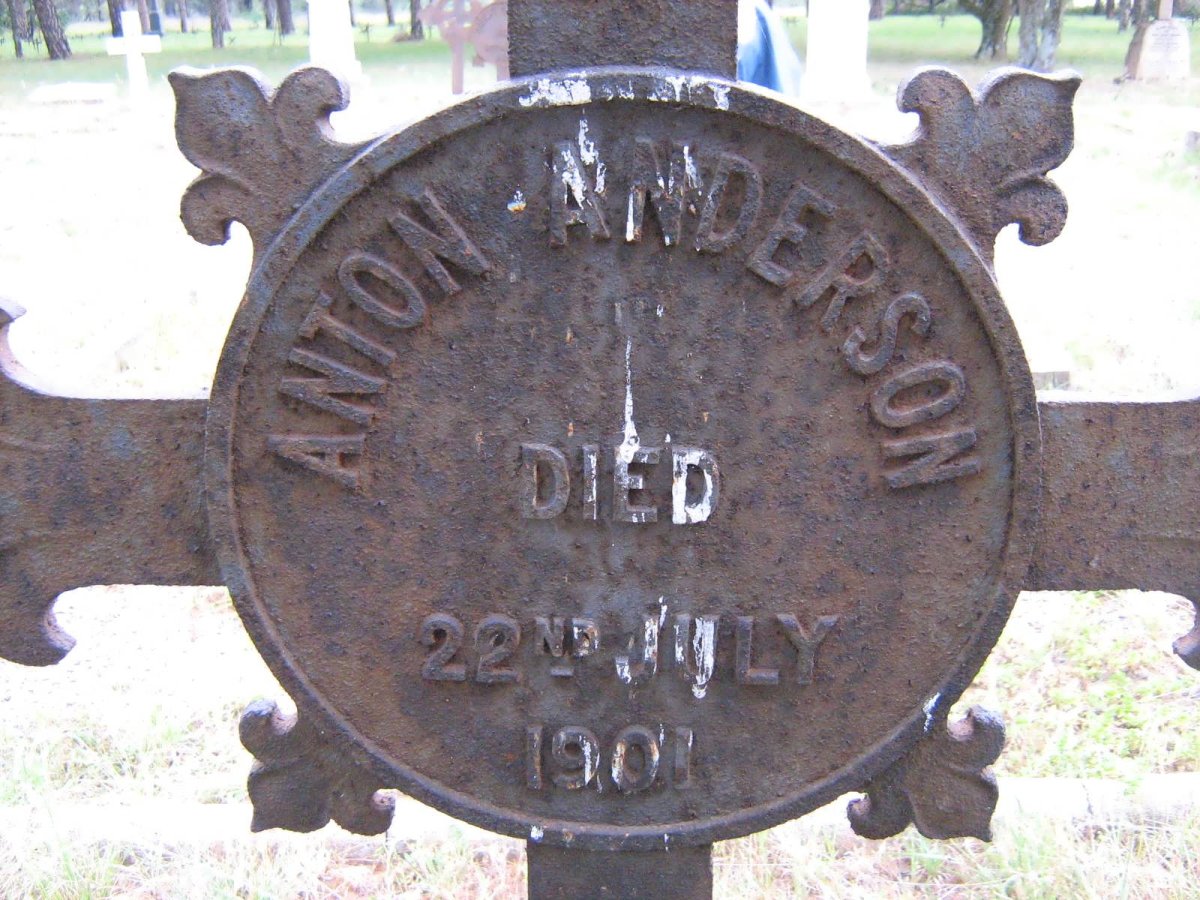 ANTON ANDERSON
DIED
22ND JULY
1901